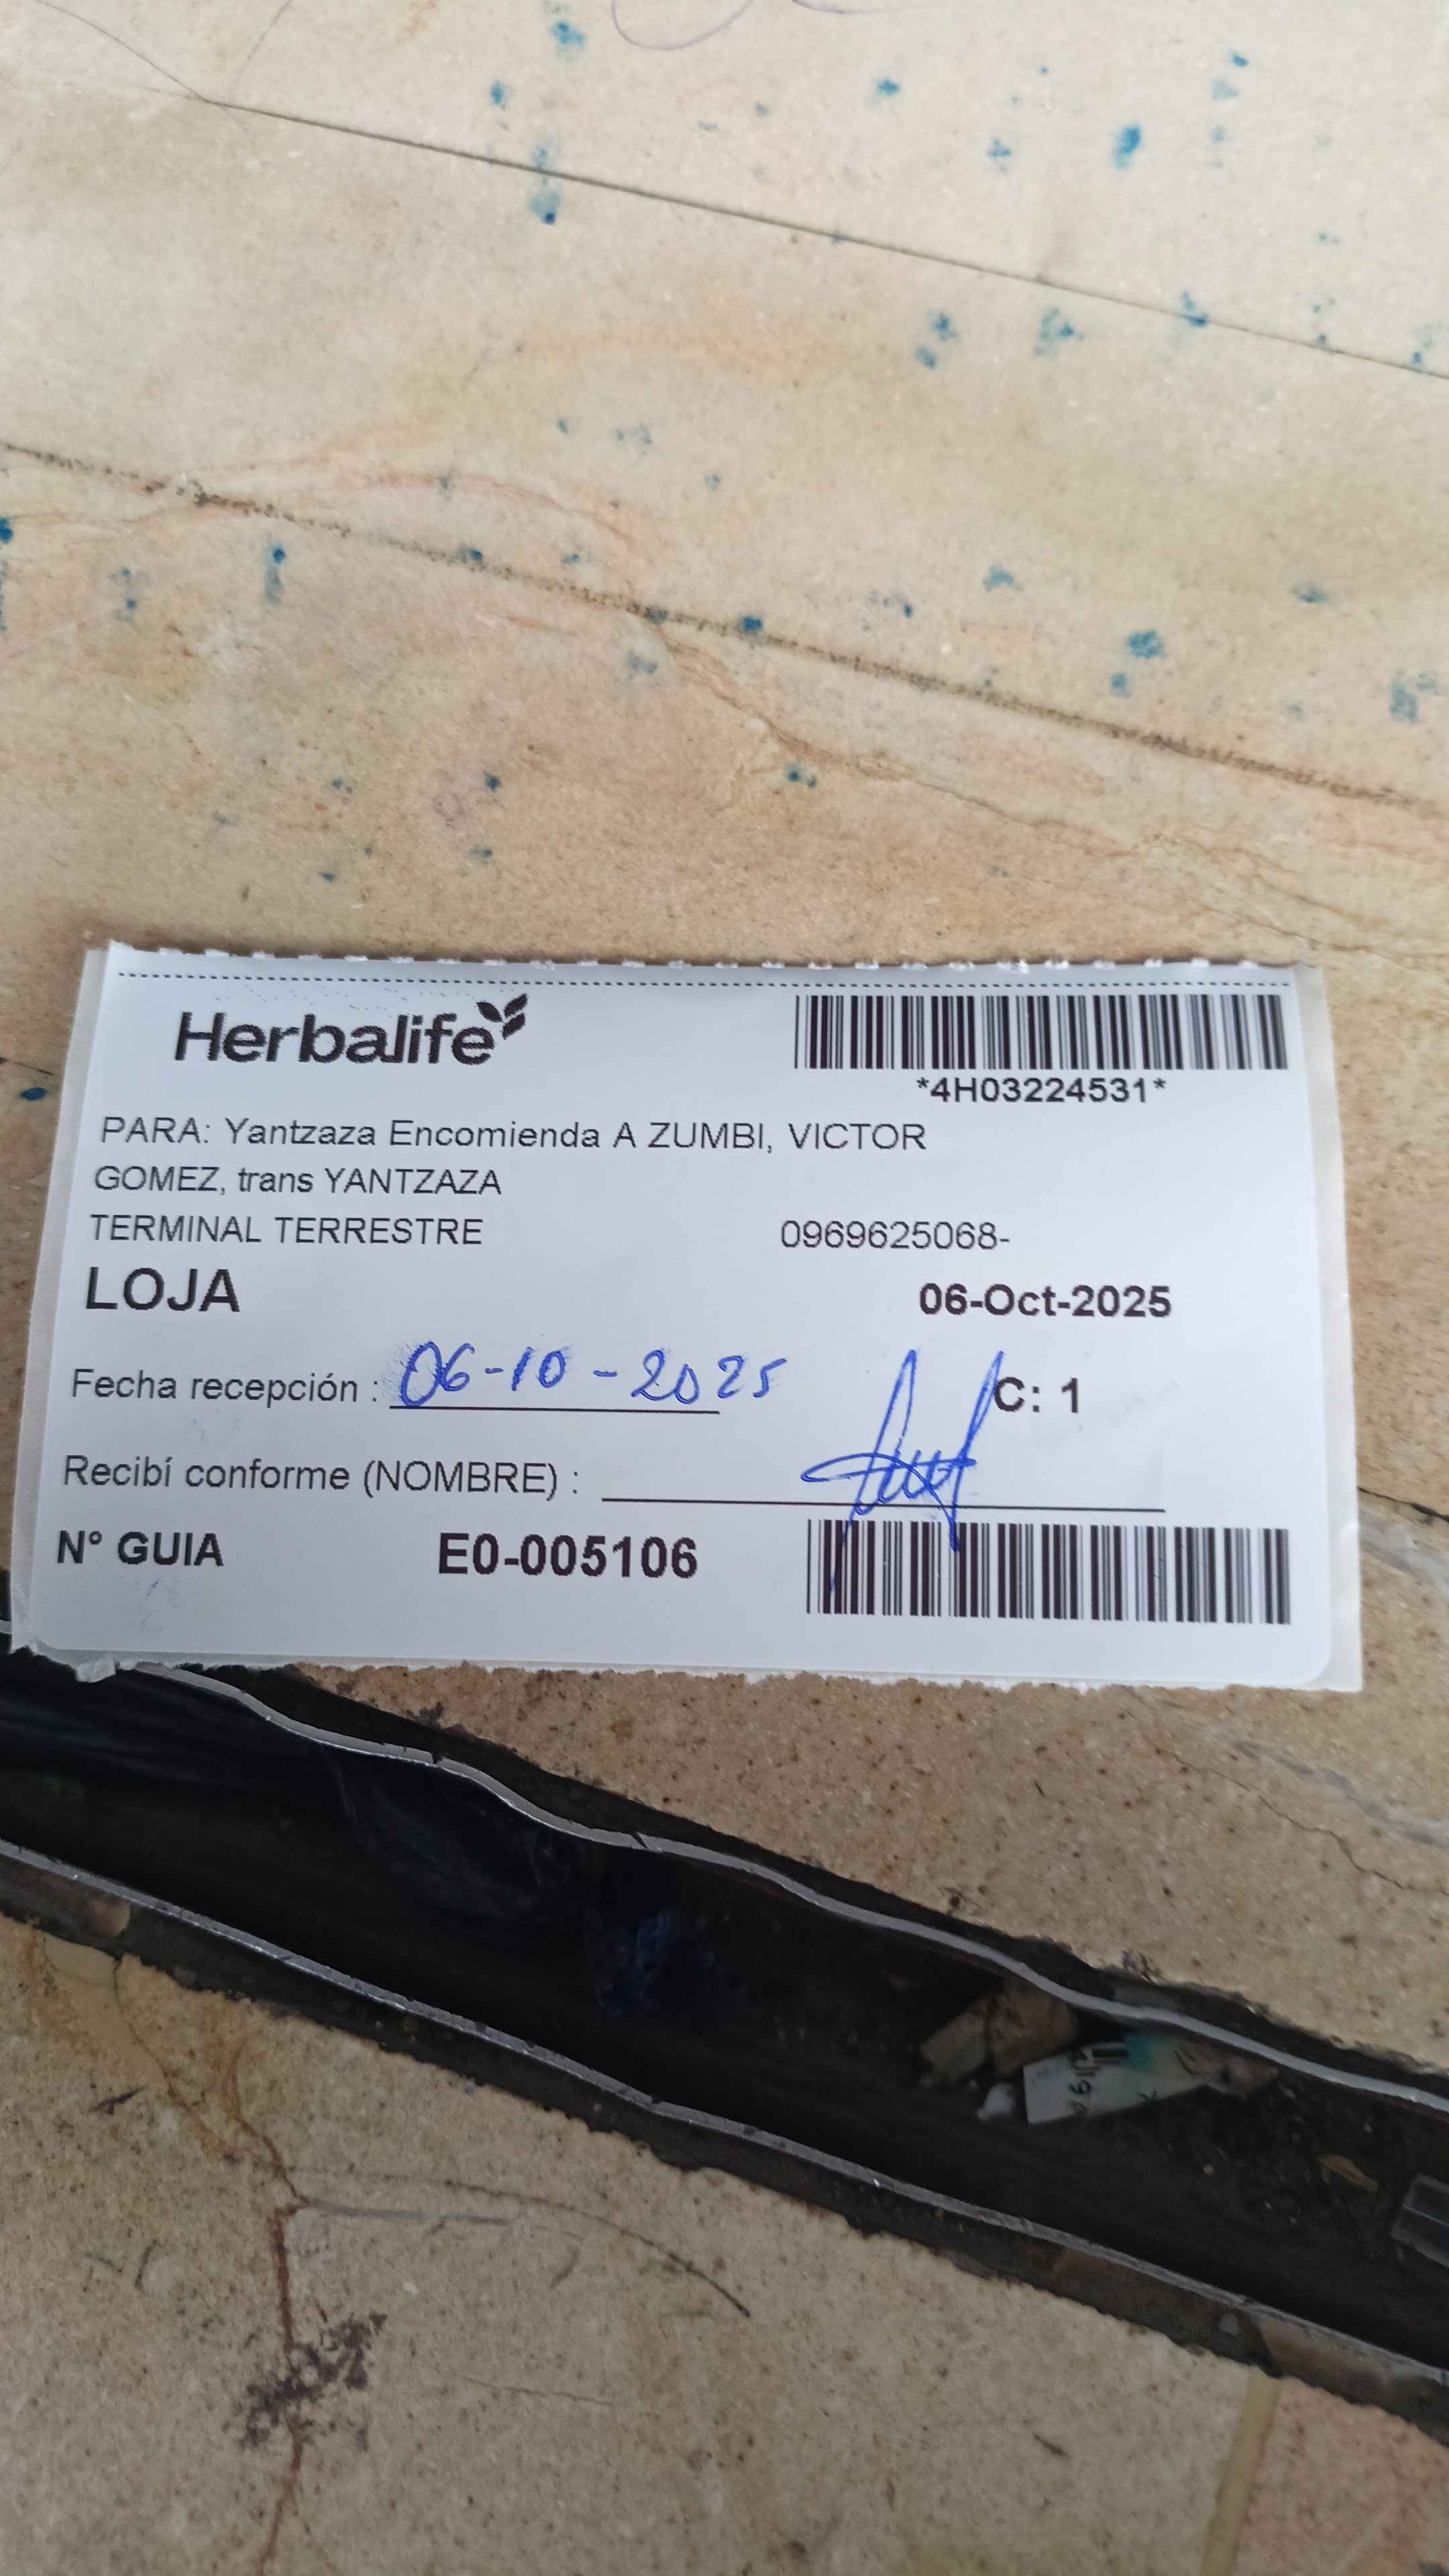 Herbalife
*4H03224531*
PARA: Yantzaza Encomienda A ZUMBI, VICTOR
GOMEZ, trans YANTZAZA
TERMINAL TERRESTRE 0969625068-
LOJA 06-Oct-2025
Fecha recepción : 06-10-2025 C: 1
Recibí conforme (NOMBRE) :
N° GUIA E0-005106